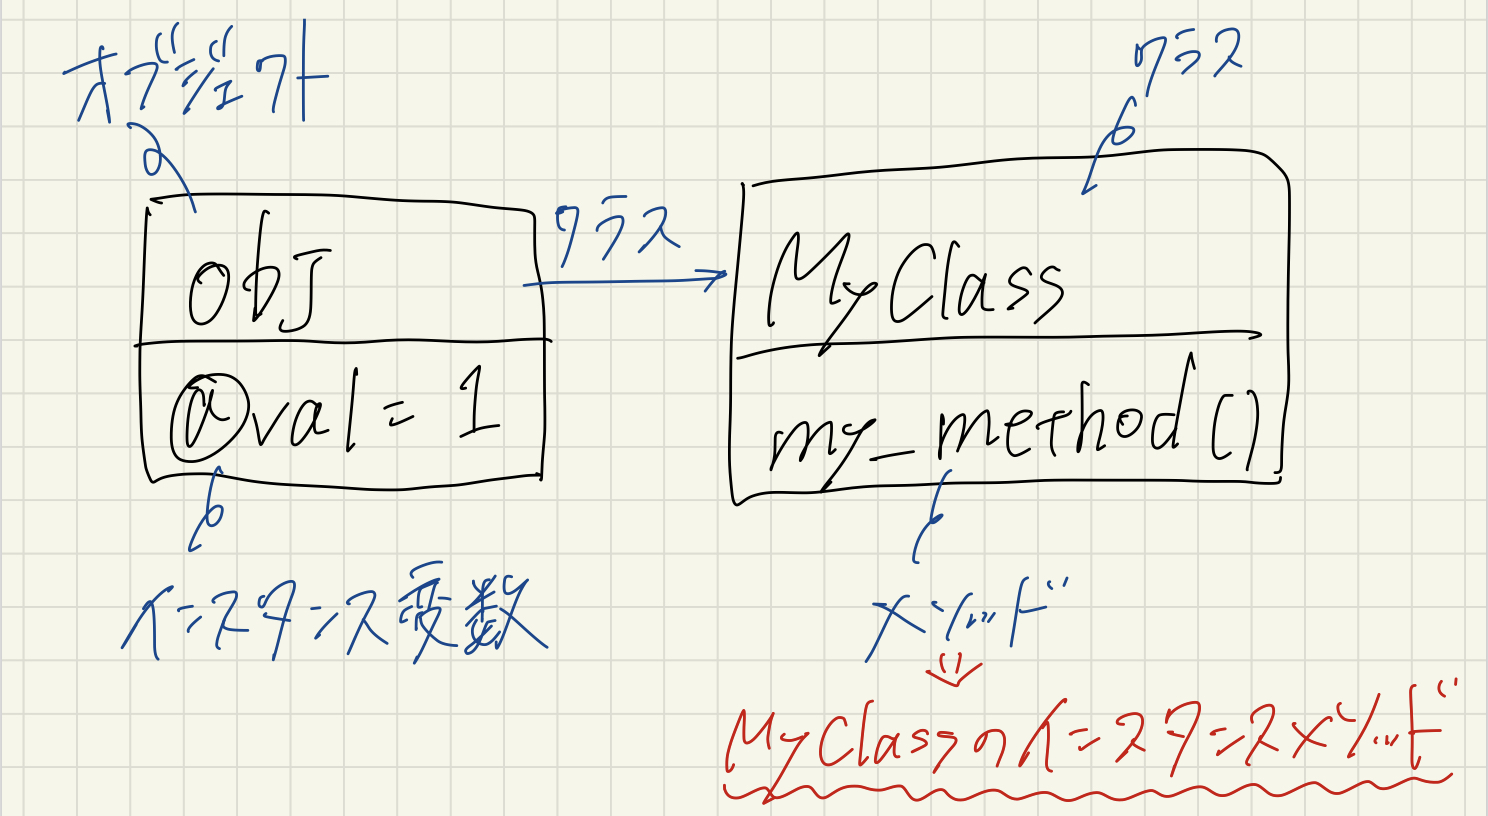 オブジェクト
クラス
クラス
obj
MyClass
@val = 1
my_method()
インスタンス変数
メソッド
MyClassのインスタンスメソッド